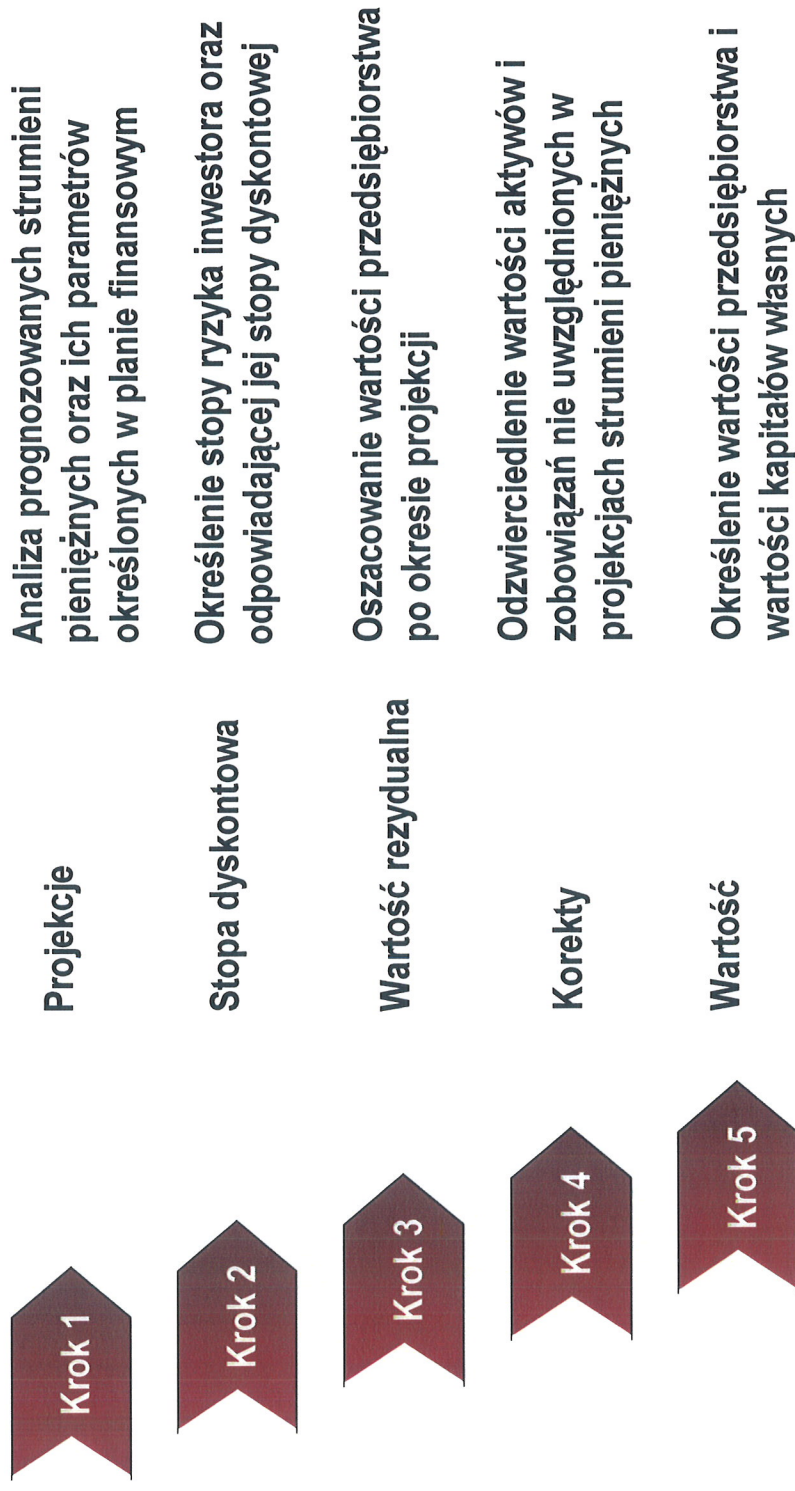 Krok 1
Projekcje
Analiza prognozowanych strumieni
pieniężnych oraz ich parametrów
określonych w planie finansowym
Krok 2
Stopa dyskontowa
Określenie stopy ryzyka inwestora oraz
odpowiadającej jej stopy dyskontowej
Krok 3
Wartość rezydualna
Oszacowanie wartości przedsiębiorstwa
po okresie projekcji
Krok 4
Korekty
Odzwierciedlenie wartości aktywów i
zobowiązań nie uwzględnionych w
projekcjach strumieni pieniężnych
Krok 5
Wartość
Określenie wartości przedsiębiorstwa i
wartości kapitałów własnych